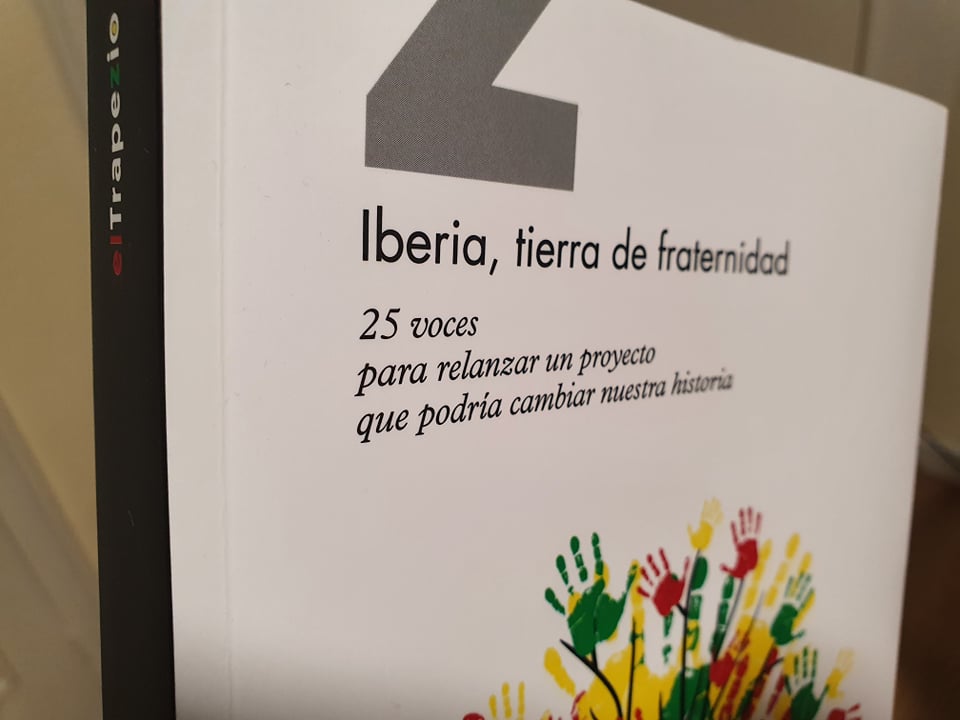 elTrapezio
Iberia, tierra de fraternidad
25 voces
para relanzar un proyecto
que podría cambiar nuestra historia